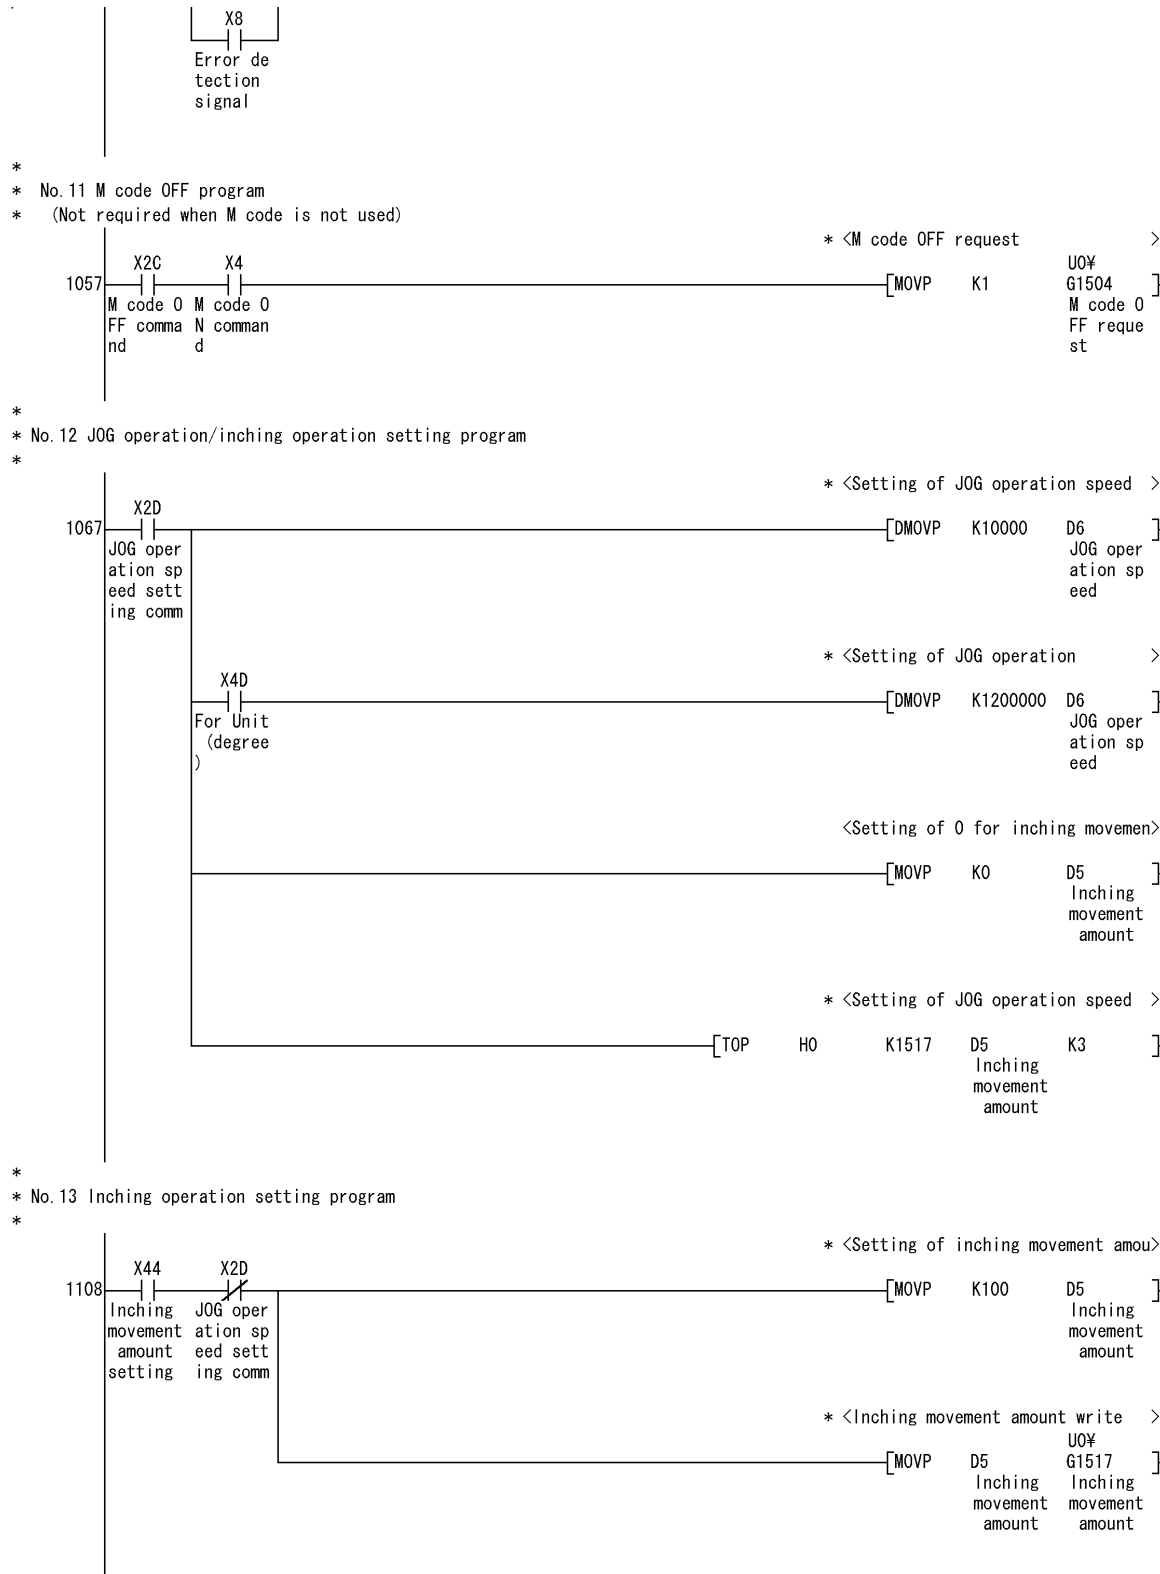 X8
Error de
tection
signal
*
* No.11 M code OFF program
* (Not required when M code is not used)
* <M code OFF request >
X2C X4 U0¥
1057 MOVP K1 G1504
M code O M code O M code O
FF comma N comman FF reque
nd d st
*
* No.12 JOG operation/inching operation setting program
*
* <Setting of JOG operation speed >
X2D
1067 DMOVP K10000 D6
JOG oper JOG oper
ation sp ation sp
eed sett eed
ing comm
* <Setting of JOG operation >
X4D
DMOVP K1200000 D6
For Unit JOG oper
(degree ation sp
) eed
<Setting of 0 for inching movemen>
MOVP K0 D5
Inching
movement
amount
* <Setting of JOG operation speed >
TOP H0 K1517 D5 K3
Inching
movement
amount
*
* No.13 Inching operation setting program
*
* <Setting of inching movement amou>
X44 X2D
1108 MOVP K100 D5
Inching JOG oper Inching
movement ation sp movement
amount eed sett amount
setting ing comm
* <Inching movement amount write >
U0¥
MOVP D5 G1517
Inching Inching
movement movement
amount amount